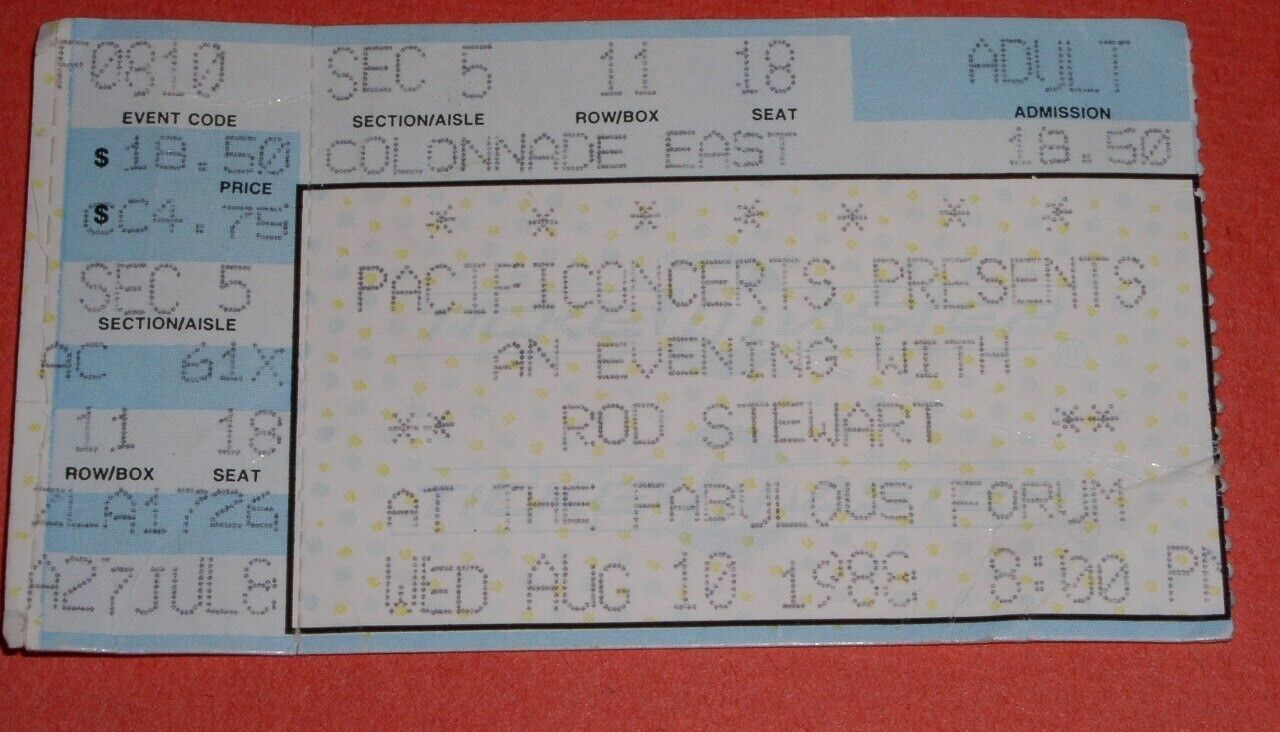 F0810
EVENT CODE
$ 18.50
PRICE
$ CC4.75
SEC 5
SECTION/AISLE
AC 61X
11 18
ROW/BOX SEAT
ZLA1726
A27JUL8
SEC 5 11 18 ADULT
SECTION/AISLE ROW/BOX SEAT ADMISSION
COLONNADE EAST 18.50
* * * * * * *
PACIFICONCERTS PRESENTS
AN EVENING WITH
** ROD STEWART **
AT THE FABULOUS FORUM
WED AUG 10 1988 8:00 PM